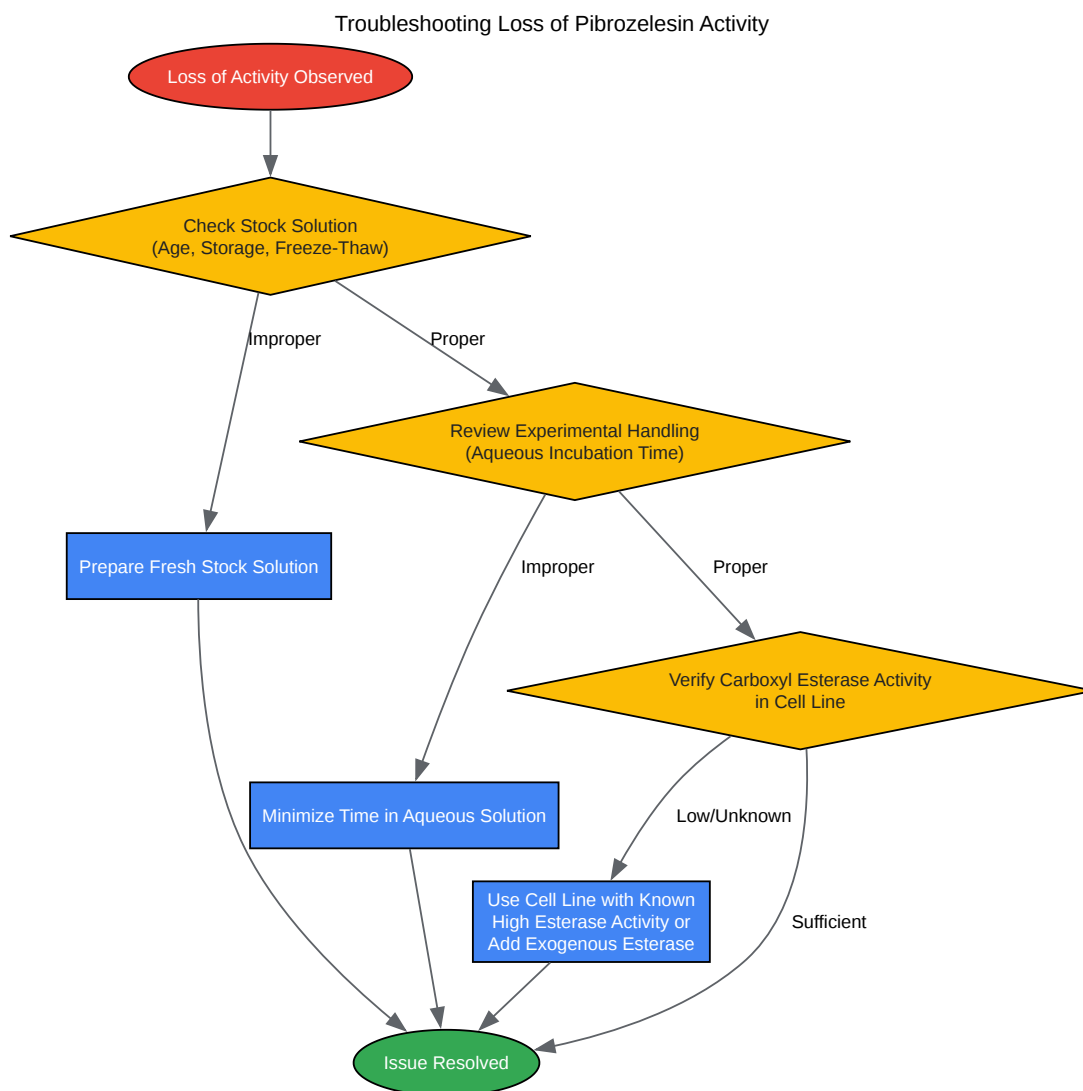 Troubleshooting Loss of Pibrozelesin Activity
Loss of Activity Observed
Check Stock Solution
(Age, Storage, Freeze-Thaw)
Improper
Proper
Review Experimental Handling
(Aqueous Incubation Time)
Prepare Fresh Stock Solution
Improper
Proper
Verify Carboxyl Esterase Activity
in Cell Line
Minimize Time in Aqueous Solution
Low/Unknown
Use Cell Line with Known
High Esterase Activity or
Add Exogenous Esterase
Sufficient
Issue Resolved